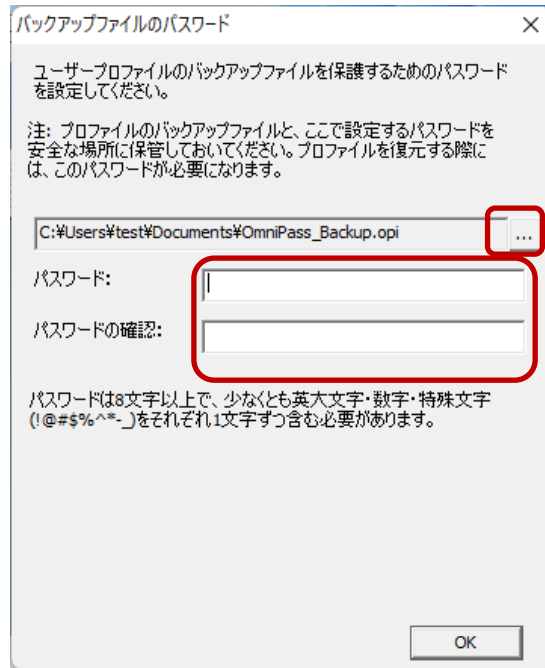 バックアップファイルのパスワード
ユーザープロファイルのバックアップファイルを保護するためのパスワード
を設定してください。
注: プロファイルのバックアップファイルと、ここで設定するパスワードを
安全な場所に保管しておいてください。プロファイルを復元する際に
は、このパスワードが必要になります。
C:¥Users¥test¥Documents¥OmniPass_Backup.opi ...
パスワード:
パスワードの確認:
パスワードは8文字以上で、少なくとも英大文字・数字・特殊文字
(!@#$%^*-_)をそれぞれ1文字ずつ含む必要があります。
OK